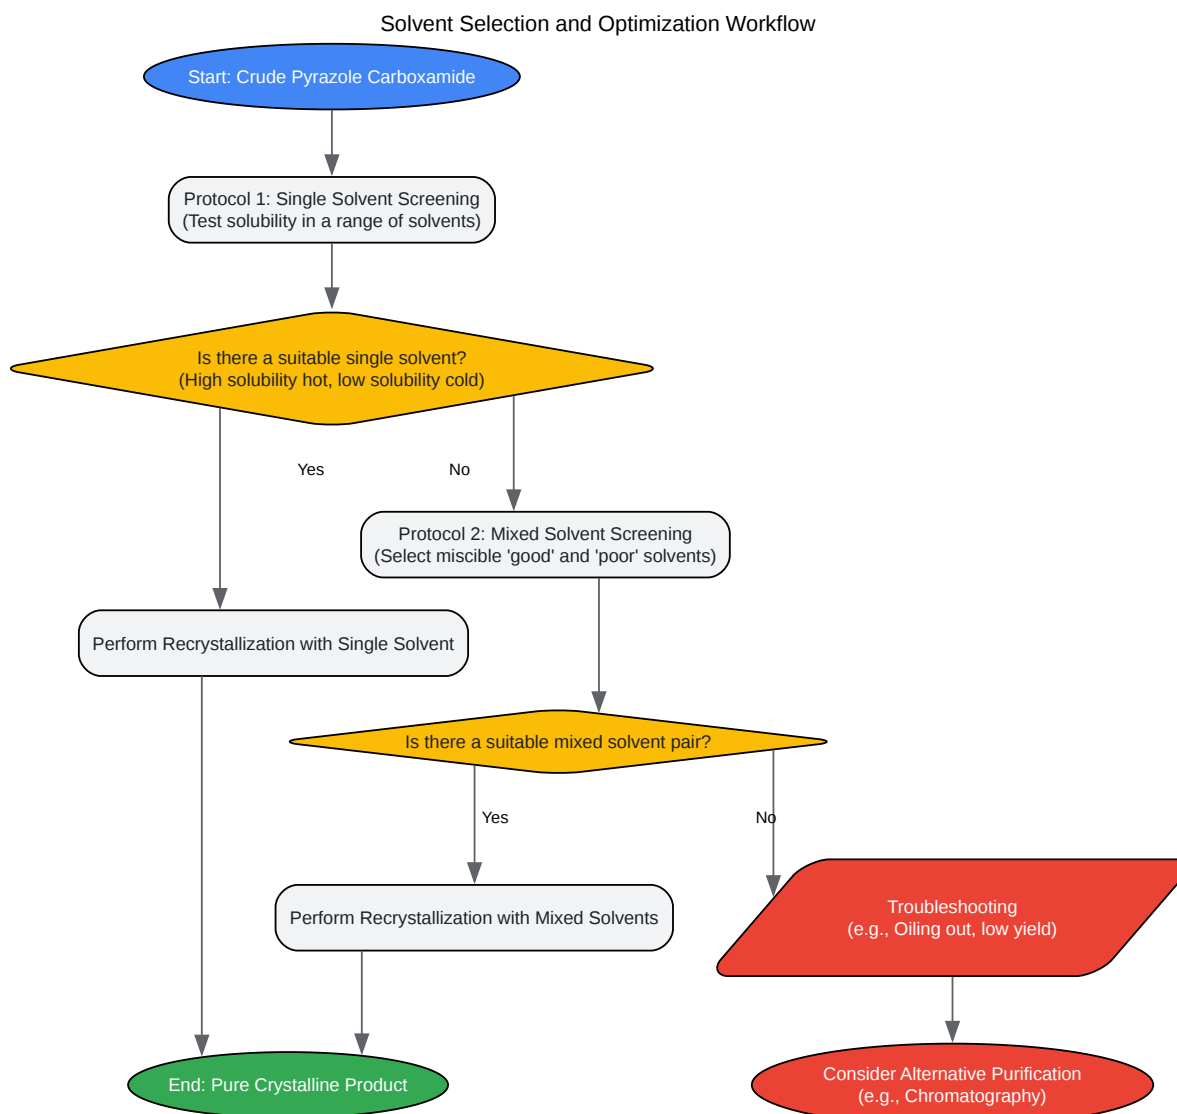 Solvent Selection and Optimization Workflow
Start: Crude Pyrazole Carboxamide
Protocol 1: Single Solvent Screening
(Test solubility in a range of solvents)
Is there a suitable single solvent?
(High solubility hot, low solubility cold)
Yes
No
Protocol 2: Mixed Solvent Screening
(Select miscible 'good' and 'poor' solvents)
Perform Recrystallization with Single Solvent
Is there a suitable mixed solvent pair?
Yes
No
Perform Recrystallization with Mixed Solvents
Troubleshooting
(e.g., Oiling out, low yield)
End: Pure Crystalline Product
Consider Alternative Purification
(e.g., Chromatography)